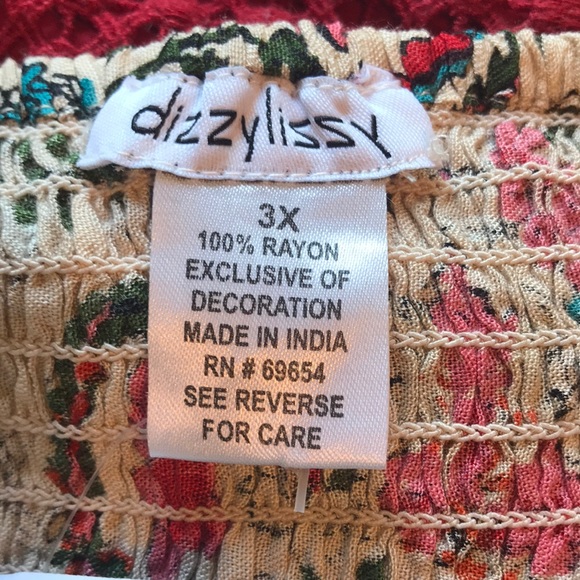 dizzylissy
3X
100% RAYON
EXCLUSIVE OF
DECORATION
MADE IN INDIA
RN # 69654
SEE REVERSE
FOR CARE